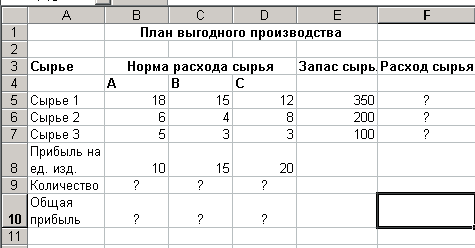 A B C D E F
1 План выгодного производства
2
3 Сырье Норма расхода сырья Запас сырь Расход сырья
4 A B C
5 Сырье 1 18 15 12 350 ?
6 Сырье 2 6 4 8 200 ?
7 Сырье 3 5 3 3 100 ?
Прибыль на
8 ед. изд. 10 15 20
9 Количество ? ? ?
Общая
10 прибыль ? ? ?
11